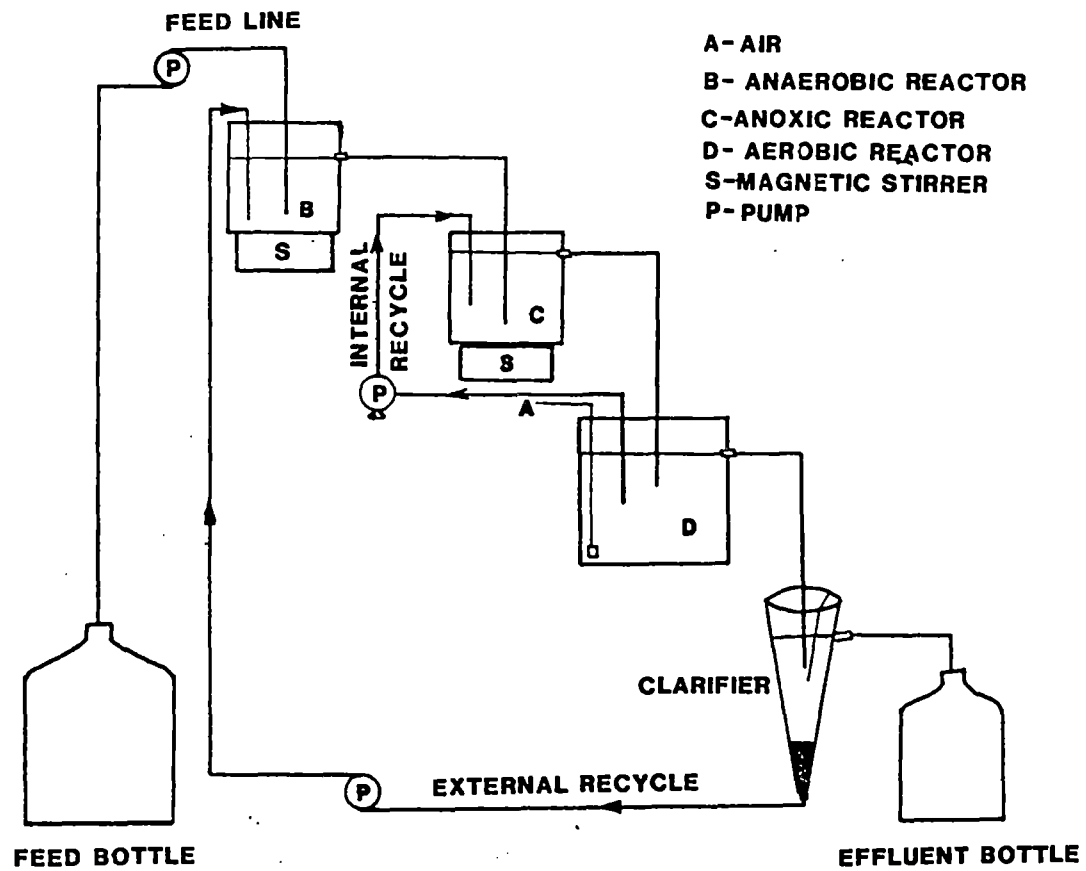 FEED LINE
P
A-AIR
B- ANAEROBIC REACTOR
C-ANOXIC REACTOR
D- AEROBIC REACTOR
S-MAGNETIC STIRRER
P-PUMP
B
S
INTERNAL
RECYCLE
C
S
P
A
D
CLARIFIER
P
EXTERNAL RECYCLE
FEED BOTTLE
EFFLUENT BOTTLE